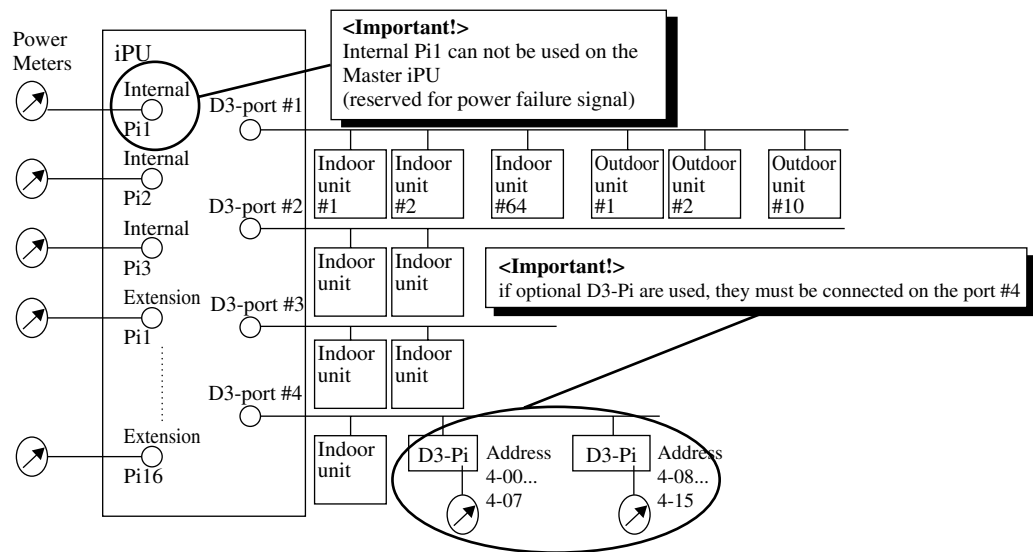 Power
Meters
iPU
<Important!>
Internal Pi1 can not be used on the
Master iPU
(reserved for power failure signal)
Internal
Pi1
D3-port #1
Indoor
unit
#1
Indoor
unit
#2
Indoor
unit
#64
Outdoor
unit
#1
Outdoor
unit
#2
Outdoor
unit
#10
Internal
Pi2
D3-port #2
Indoor
unit
Indoor
unit
Internal
Pi3
<Important!>
if optional D3-Pi are used, they must be connected on the port #4
Extension
Pi1
D3-port #3
Indoor
unit
Indoor
unit
D3-port #4
Extension
Pi16
Indoor
unit
D3-Pi
Address
4-00...
4-07
D3-Pi
Address
4-08...
4-15